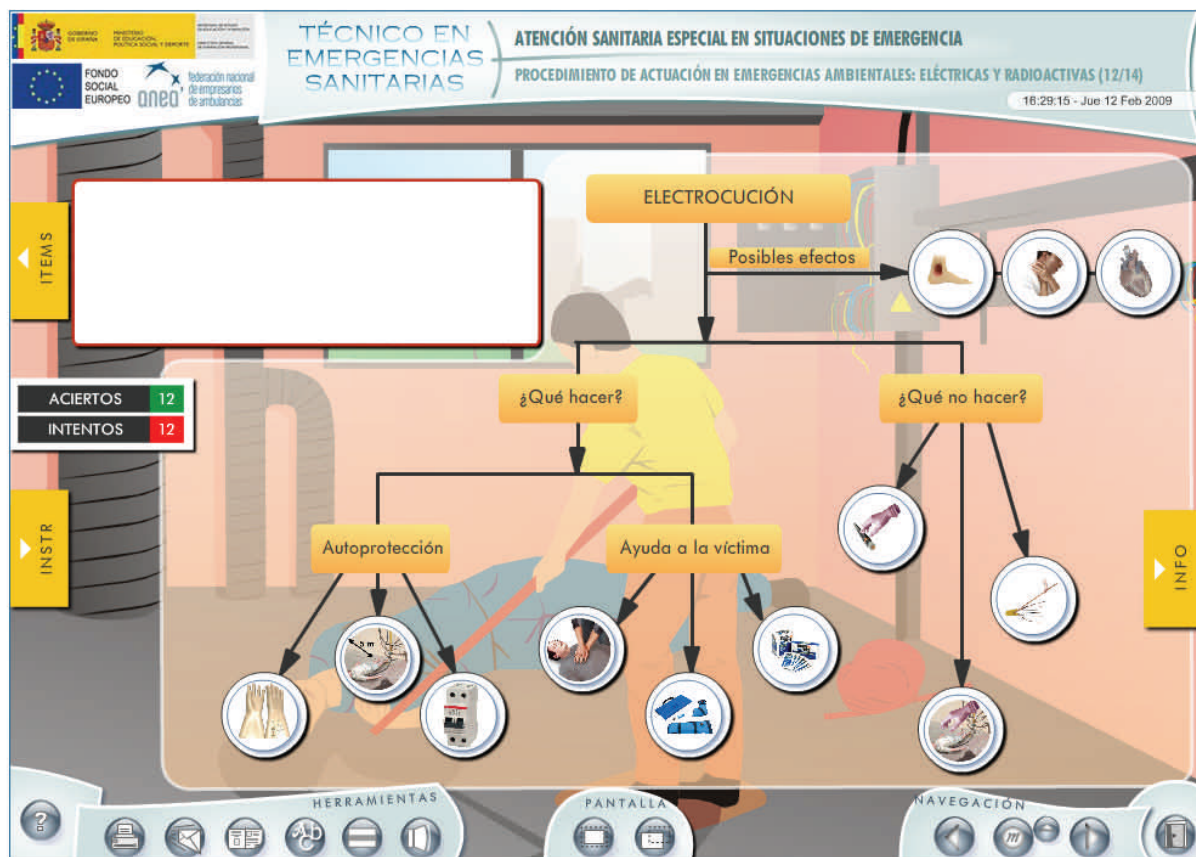 GOBIERNO
DE ESPAÑA
MINISTERIO
DE EDUCACIÓN,
POLÍTICA SOCIAL Y DEPORTE
FONDO
SOCIAL
EUROPEO
anea
federación nacional
de empresarios
de ambulancias
TÉCNICO EN
EMERGENCIAS
SANITARIAS
ATENCIÓN SANITARIA ESPECIAL EN SITUACIONES DE EMERGENCIA
PROCEDIMIENTO DE ACTUACIÓN EN EMERGENCIAS AMBIENTALES: ELÉCTRICAS Y RADIOACTIVAS (12/14)
16:29:15 - Jue 12 Feb 2009
ITEMS
ELECTROCUCIÓN
Posibles efectos
ACIERTOS 12
INTENTOS 12
¿Qué hacer?
¿Qué no hacer?
INSTR
INFO
Autoprotección
Ayuda a la víctima
5 m
HERRAMIENTAS
PANTALLA
NAVEGACIÓN
?
Abc
m